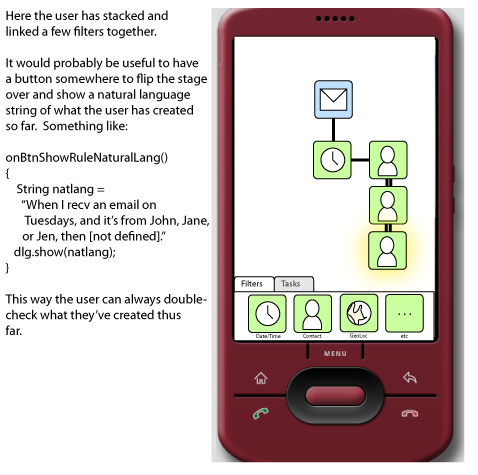 Here the user has stacked and
linked a few filters together.
It would probably be useful to have
a button somewhere to flip the stage
over and show a natural language
string of what the user has created
so far.  Something like:
onBtnShowRuleNaturalLang()
{
String natlang =
“When I recv an email on
Tuesdays, and it’s from John, Jane,
or Jen, then [not defined].”
dlg.show(natlang);
}
This way the user can always double-
check what they’ve created thus
far.
Filters
Tasks
Date/Time
Contact
GeoLoc
...
etc
MENU